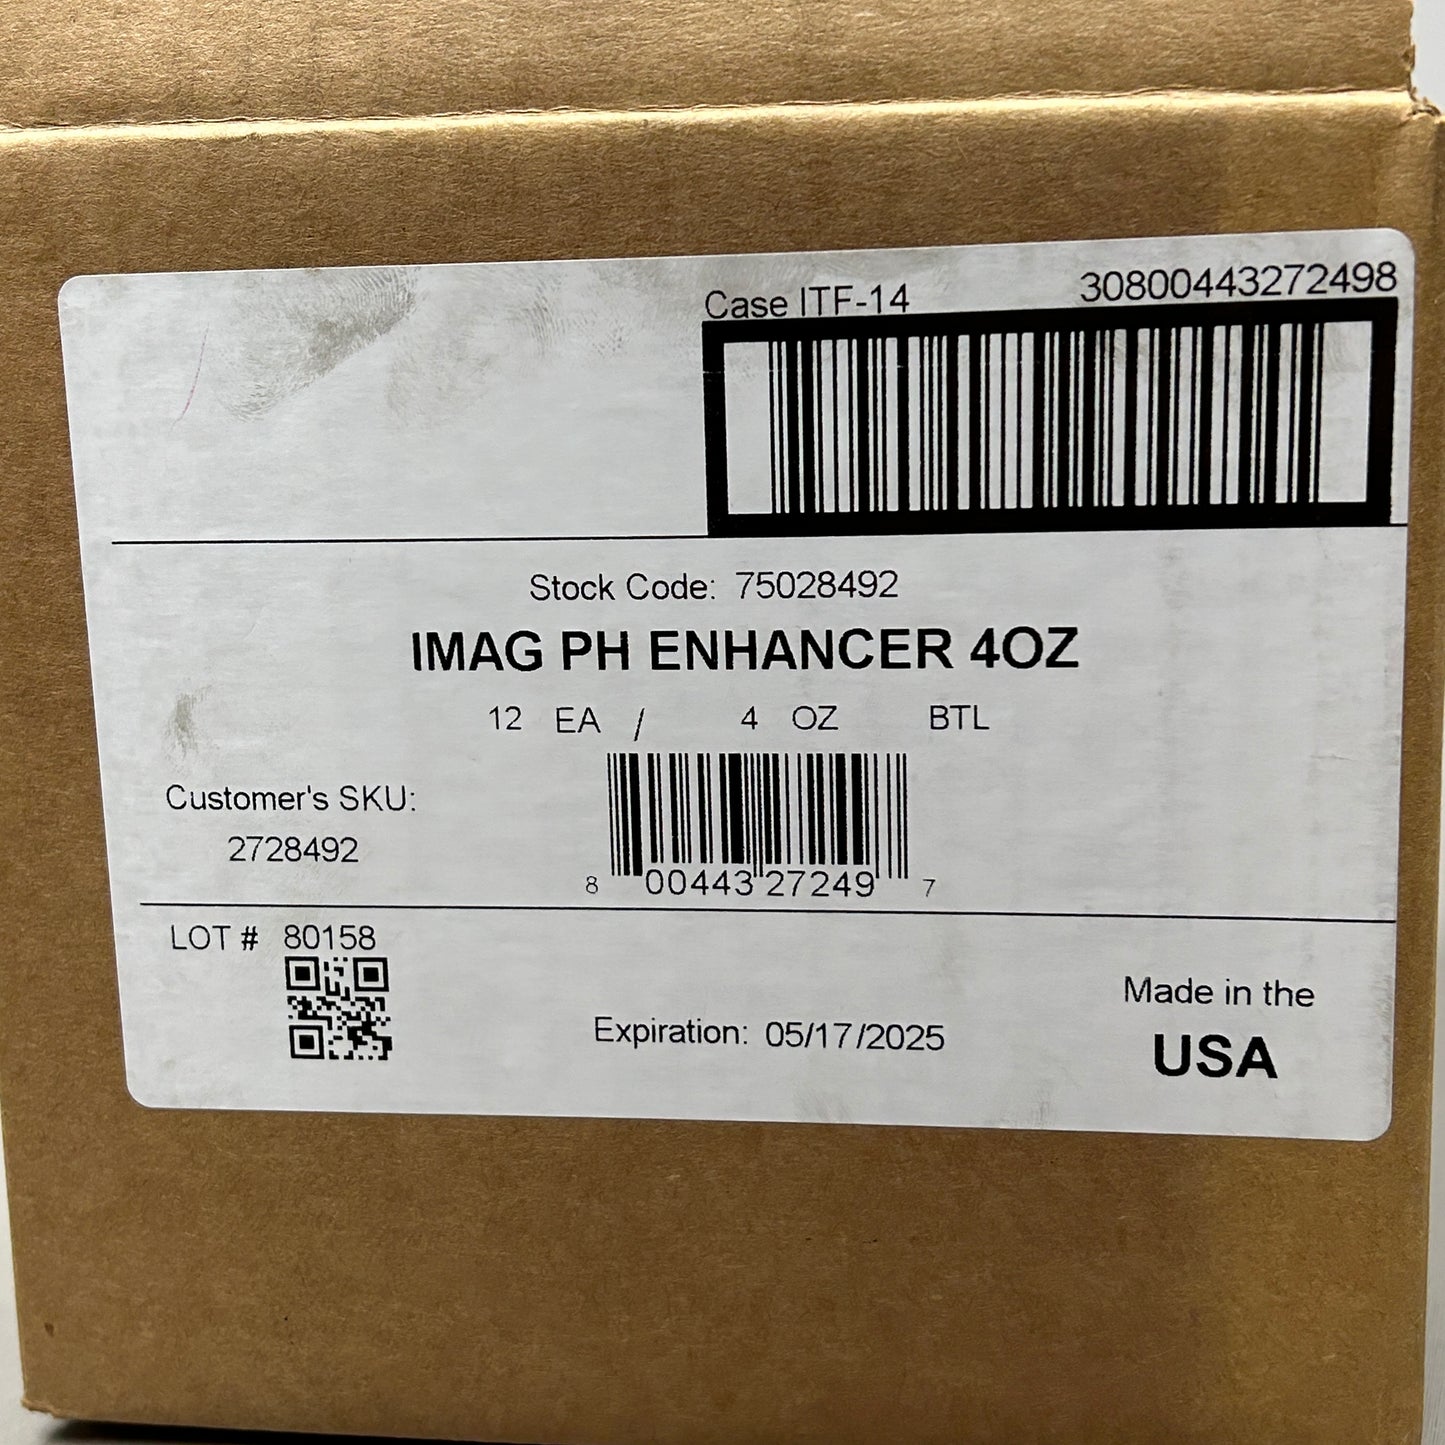 Case ITF-14 30800443272498
Stock Code: 75028492
IMAG PH ENHANCER 4OZ
12 EA / 4 OZ BTL
Customer's SKU:
2728492
8 00443 27249 7
LOT # 80158
Expiration: 05/17/2025
Made in the
USA